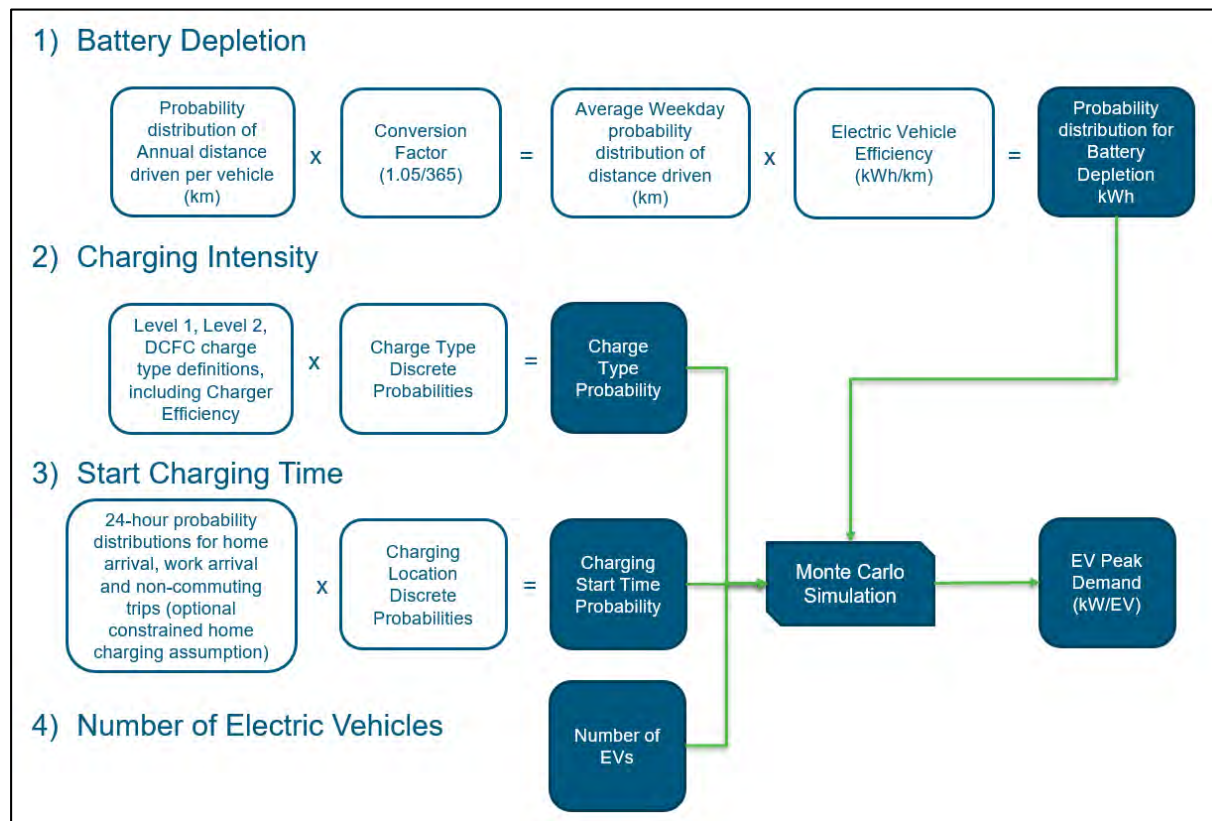 1) Battery Depletion
Probability
distribution of
Annual distance
driven per vehicle
(km)
x
Conversion
Factor
(1.05/365)
=
Average Weekday
probability
distribution of
distance driven
(km)
x
Electric Vehicle
Efficiency
(kWh/km)
=
Probability
distribution for
Battery
Depletion
kWh
2) Charging Intensity
Level 1, Level 2,
DCFC charge
type definitions,
including Charger
Efficiency
x
Charge Type
Discrete
Probabilities
=
Charge
Type
Probability
3) Start Charging Time
24-hour probability
distributions for home
arrival, work arrival
and non-commuting
trips (optional
constrained home
charging assumption)
x
Charging
Location
Discrete
Probabilities
=
Charging
Start Time
Probability
Monte Carlo
Simulation
EV Peak
Demand
(kW/EV)
4) Number of Electric Vehicles
Number of
EVs